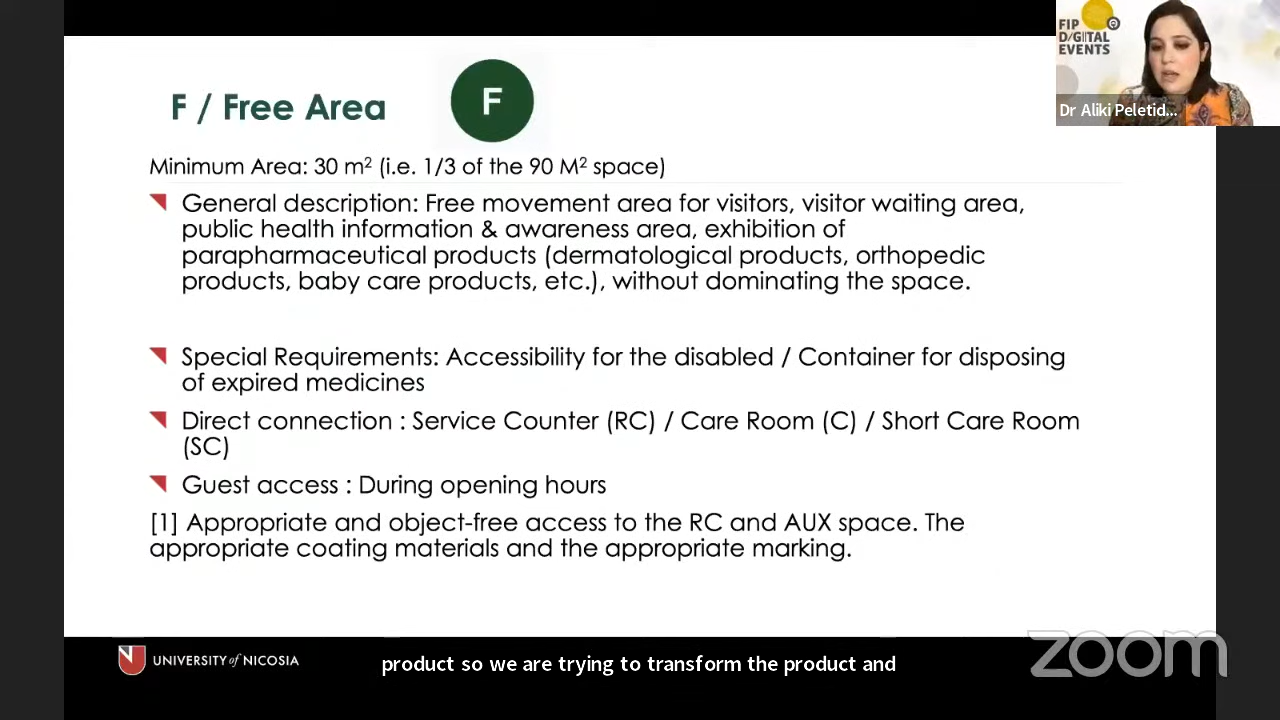 F / Free Area
F
Minimum Area: 30 m² (i.e. 1/3 of the 90 M² space)
General description: Free movement area for visitors, visitor waiting area,
public health information & awareness area, exhibition of
parapharmaceutical products (dermatological products, orthopedic
products, baby care products, etc.), without dominating the space.
Special Requirements: Accessibility for the disabled / Container for disposing
of expired medicines
Direct connection : Service Counter (RC) / Care Room (C) / Short Care Room
(SC)
Guest access : During opening hours
[1] Appropriate and object-free access to the RC and AUX space. The
appropriate coating materials and the appropriate marking.
FIP
D/GITAL
EVENTS
Dr Aliki Peletid...
UNIVERSITY of NICOSIA
product so we are trying to transform the product and
zoom